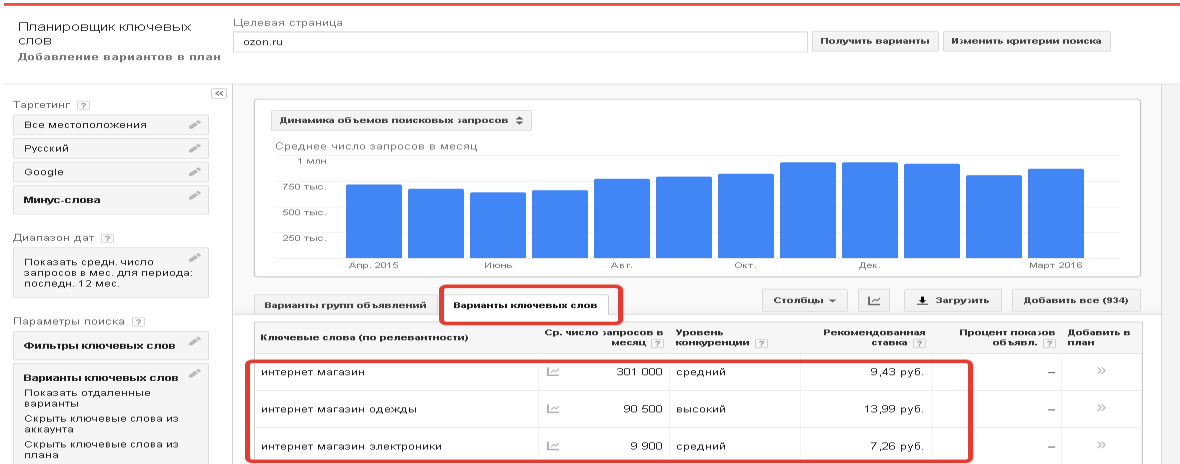 Планировщик ключевых
слов
Добавление вариантов в план
Целевая страница
ozon.ru
Получить варианты
Изменить критерии поиска
Таргетинг ?
Все местоположения
Русский
Google
Минус-слова
Диапазон дат ?
Показать средн. число
запросов в мес. для периода:
последн. 12 мес.
Параметры поиска ?
Фильтры ключевых слов
Варианты ключевых слов
Показать отдаленные
варианты
Скрыть ключевые слова из
аккаунта
Скрыть ключевые слова из
плана
Динамика объемов поисковых запросов
Среднее число запросов в месяц
1 млн
750 тыс.
500 тыс.
250 тыс.
Апр. 2015 Июнь Авг. Окт. Дек. Март 2016
Варианты групп объявлений
Варианты ключевых слов
Столбцы
Загрузить
Добавить все (934)
Ключевые слова (по релевантности)
Ср. число запросов в
месяц ?
Уровень
конкуренции ?
Рекомендованная
ставка ?
Процент показов
объявл. ?
Добавить в
план
интернет магазин 301 000 средний 9,43 руб. – »
интернет магазин одежды 90 500 высокий 13,99 руб. – »
интернет магазин электроники 9 900 средний 7,26 руб. – »